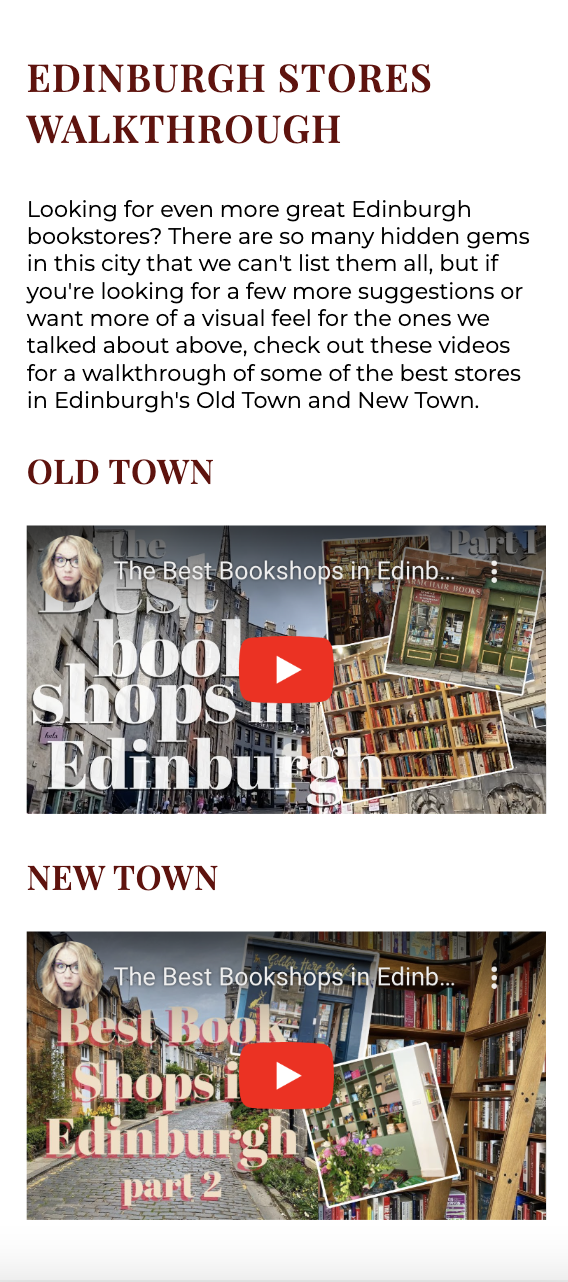 EDINBURGH STORES
WALKTHROUGH
Looking for even more great Edinburgh
bookstores? There are so many hidden gems
in this city that we can't list them all, but if
you're looking for a few more suggestions or
want more of a visual feel for the ones we
talked about above, check out these videos
for a walkthrough of some of the best stores
in Edinburgh's Old Town and New Town.
OLD TOWN
the
Part I
The Best Bookshops in Edinb...
Best
ARMCHAIR BOOKS
book
shops in
Edinburgh
NEW TOWN
The Best Bookshops in Edinb...
Best Book
Shops i
Edinburgh
part 2